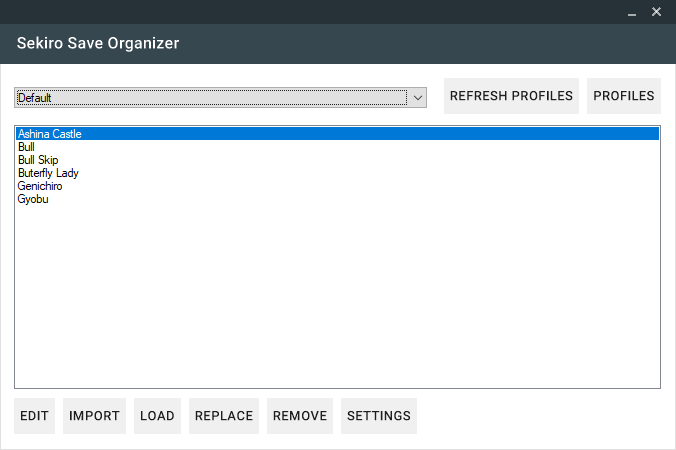 Sekiro Save Organizer
Default
REFRESH PROFILES
PROFILES
Ashina Castle
Bull
Bull Skip
Buterfly Lady
Genichiro
Gyobu
EDIT
IMPORT
LOAD
REPLACE
REMOVE
SETTINGS